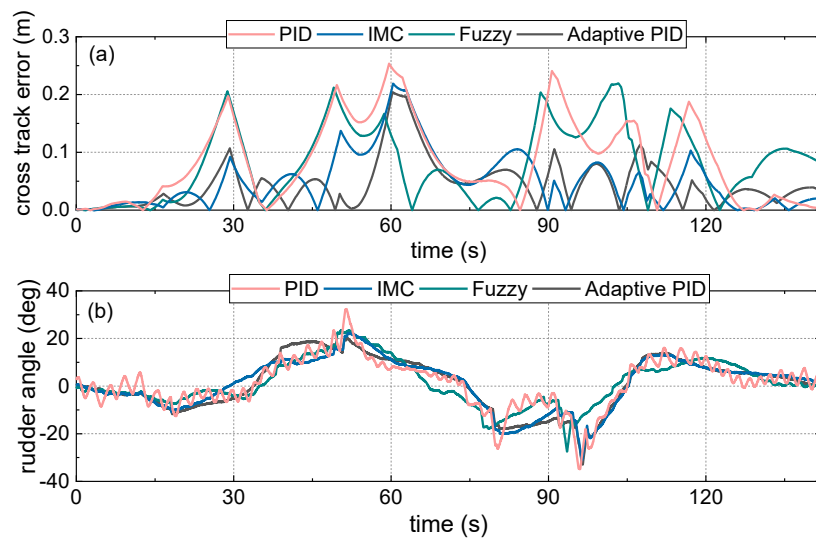 (a)
PID IMC Fuzzy Adaptive PID
cross track error (m)
0.3
0.2
0.1
0.0
0 30 60 90 120
time (s)
(b)
PID IMC Fuzzy Adaptive PID
rudder angle (deg)
40
20
0
-20
-40
0 30 60 90 120
time (s)